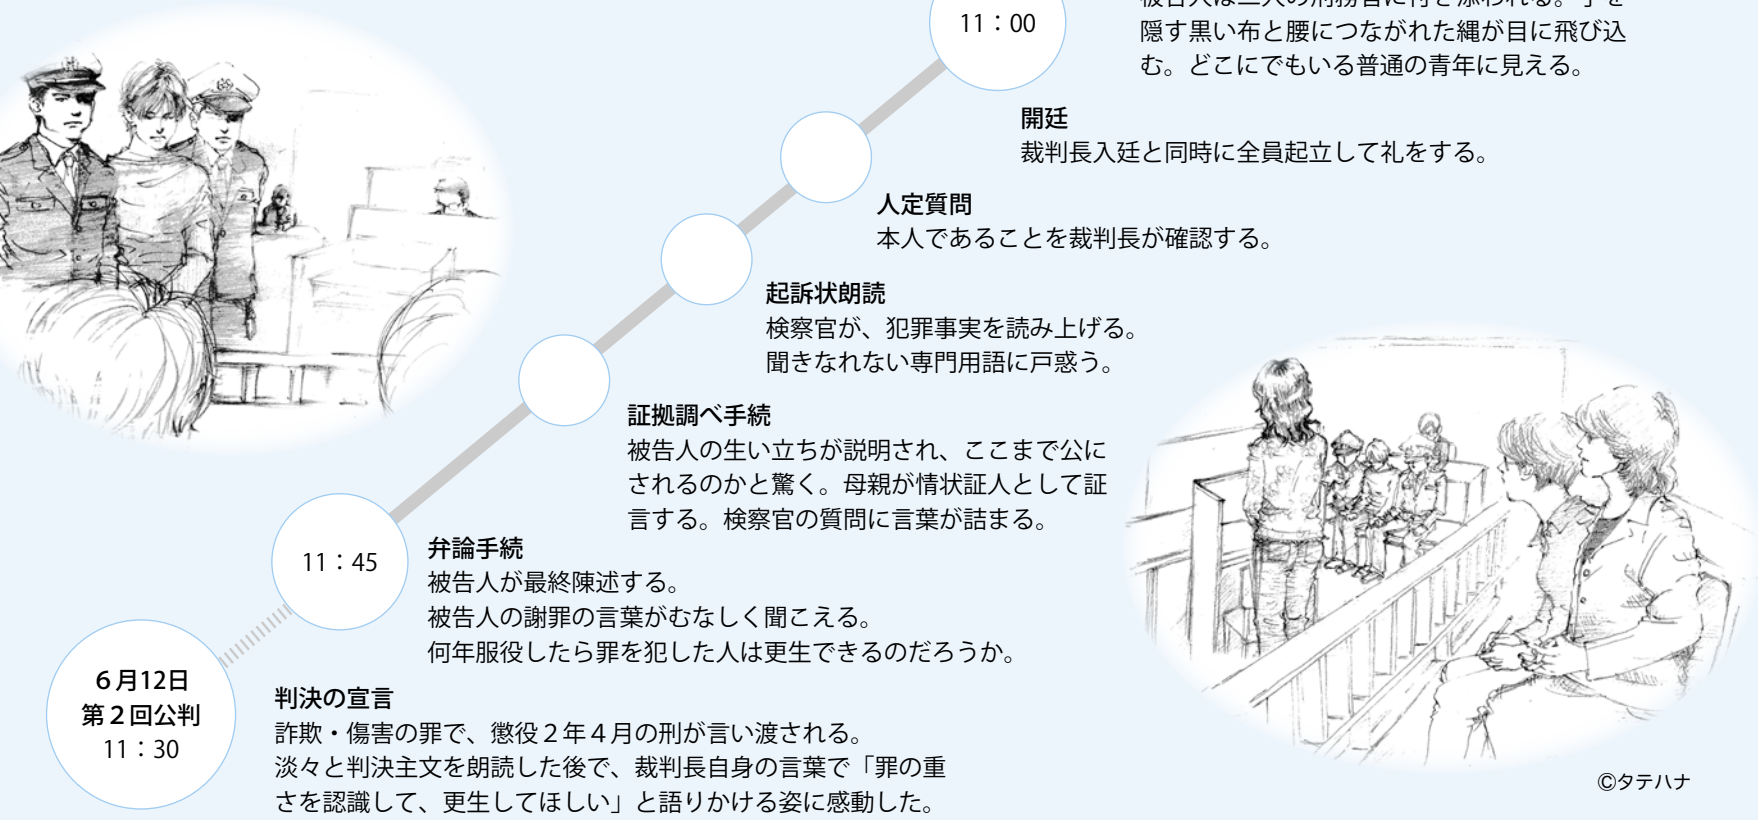 11：00
隠す黒い布と腰につながれた縄が目に飛び込
む。どこにでもいる普通の青年に見える。
開廷
裁判長入廷と同時に全員起立して礼をする。
人定質問
本人であることを裁判長が確認する。
起訴状朗読
検察官が、犯罪事実を読み上げる。
聞きなれない専門用語に戸惑う。
証拠調べ手続
被告人の生い立ちが説明され、ここまで公に
されるのかと驚く。母親が情状証人として証
言する。検察官の質問に言葉が詰まる。
11：45
弁論手続
被告人が最終陳述する。
被告人の謝罪の言葉がむなしく聞こえる。
何年服役したら罪を犯した人は更生できるのだろうか。
６月12日
第２回公判
11：30
判決の宣言
詐欺・傷害の罪で、懲役２年４月の刑が言い渡される。
淡々と判決主文を朗読した後で、裁判長自身の言葉で「罪の重
さを認識して、更生してほしい」と語りかける姿に感動した。
©タテハナ